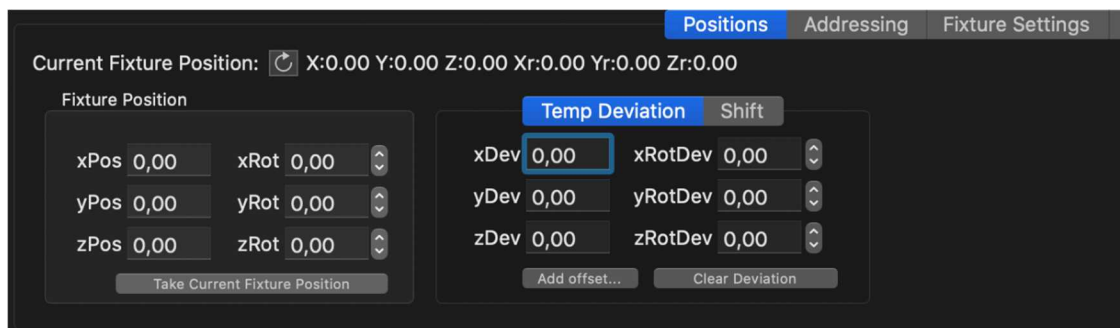 Positions Addressing Fixture Settings
Current Fixture Position: X:0.00 Y:0.00 Z:0.00 Xr:0.00 Yr:0.00 Zr:0.00
Fixture Position
Temp Deviation Shift
xPos 0,00 xRot 0,00 xDev 0,00 xRotDev 0,00
yPos 0,00 yRot 0,00 yDev 0,00 yRotDev 0,00
zPos 0,00 zRot 0,00 zDev 0,00 zRotDev 0,00
Take Current Fixture Position Add offset... Clear Deviation